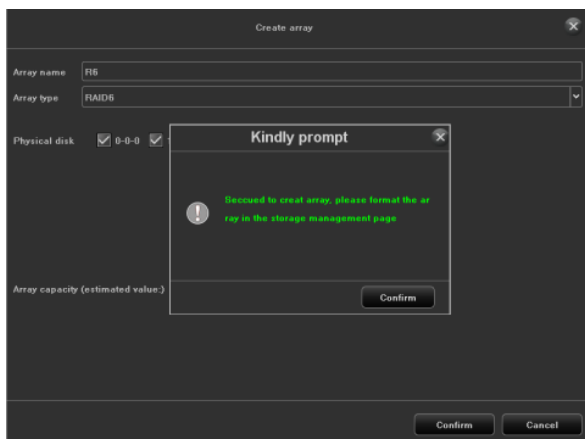 Create array
Array name R6
Array type RAID6
Physical disk 0-0-0
Kindly prompt
Seccued to creat array, please format the ar
ray in the storage management page
Confirm
Array capacity (estimated value:)
Confirm Cancel